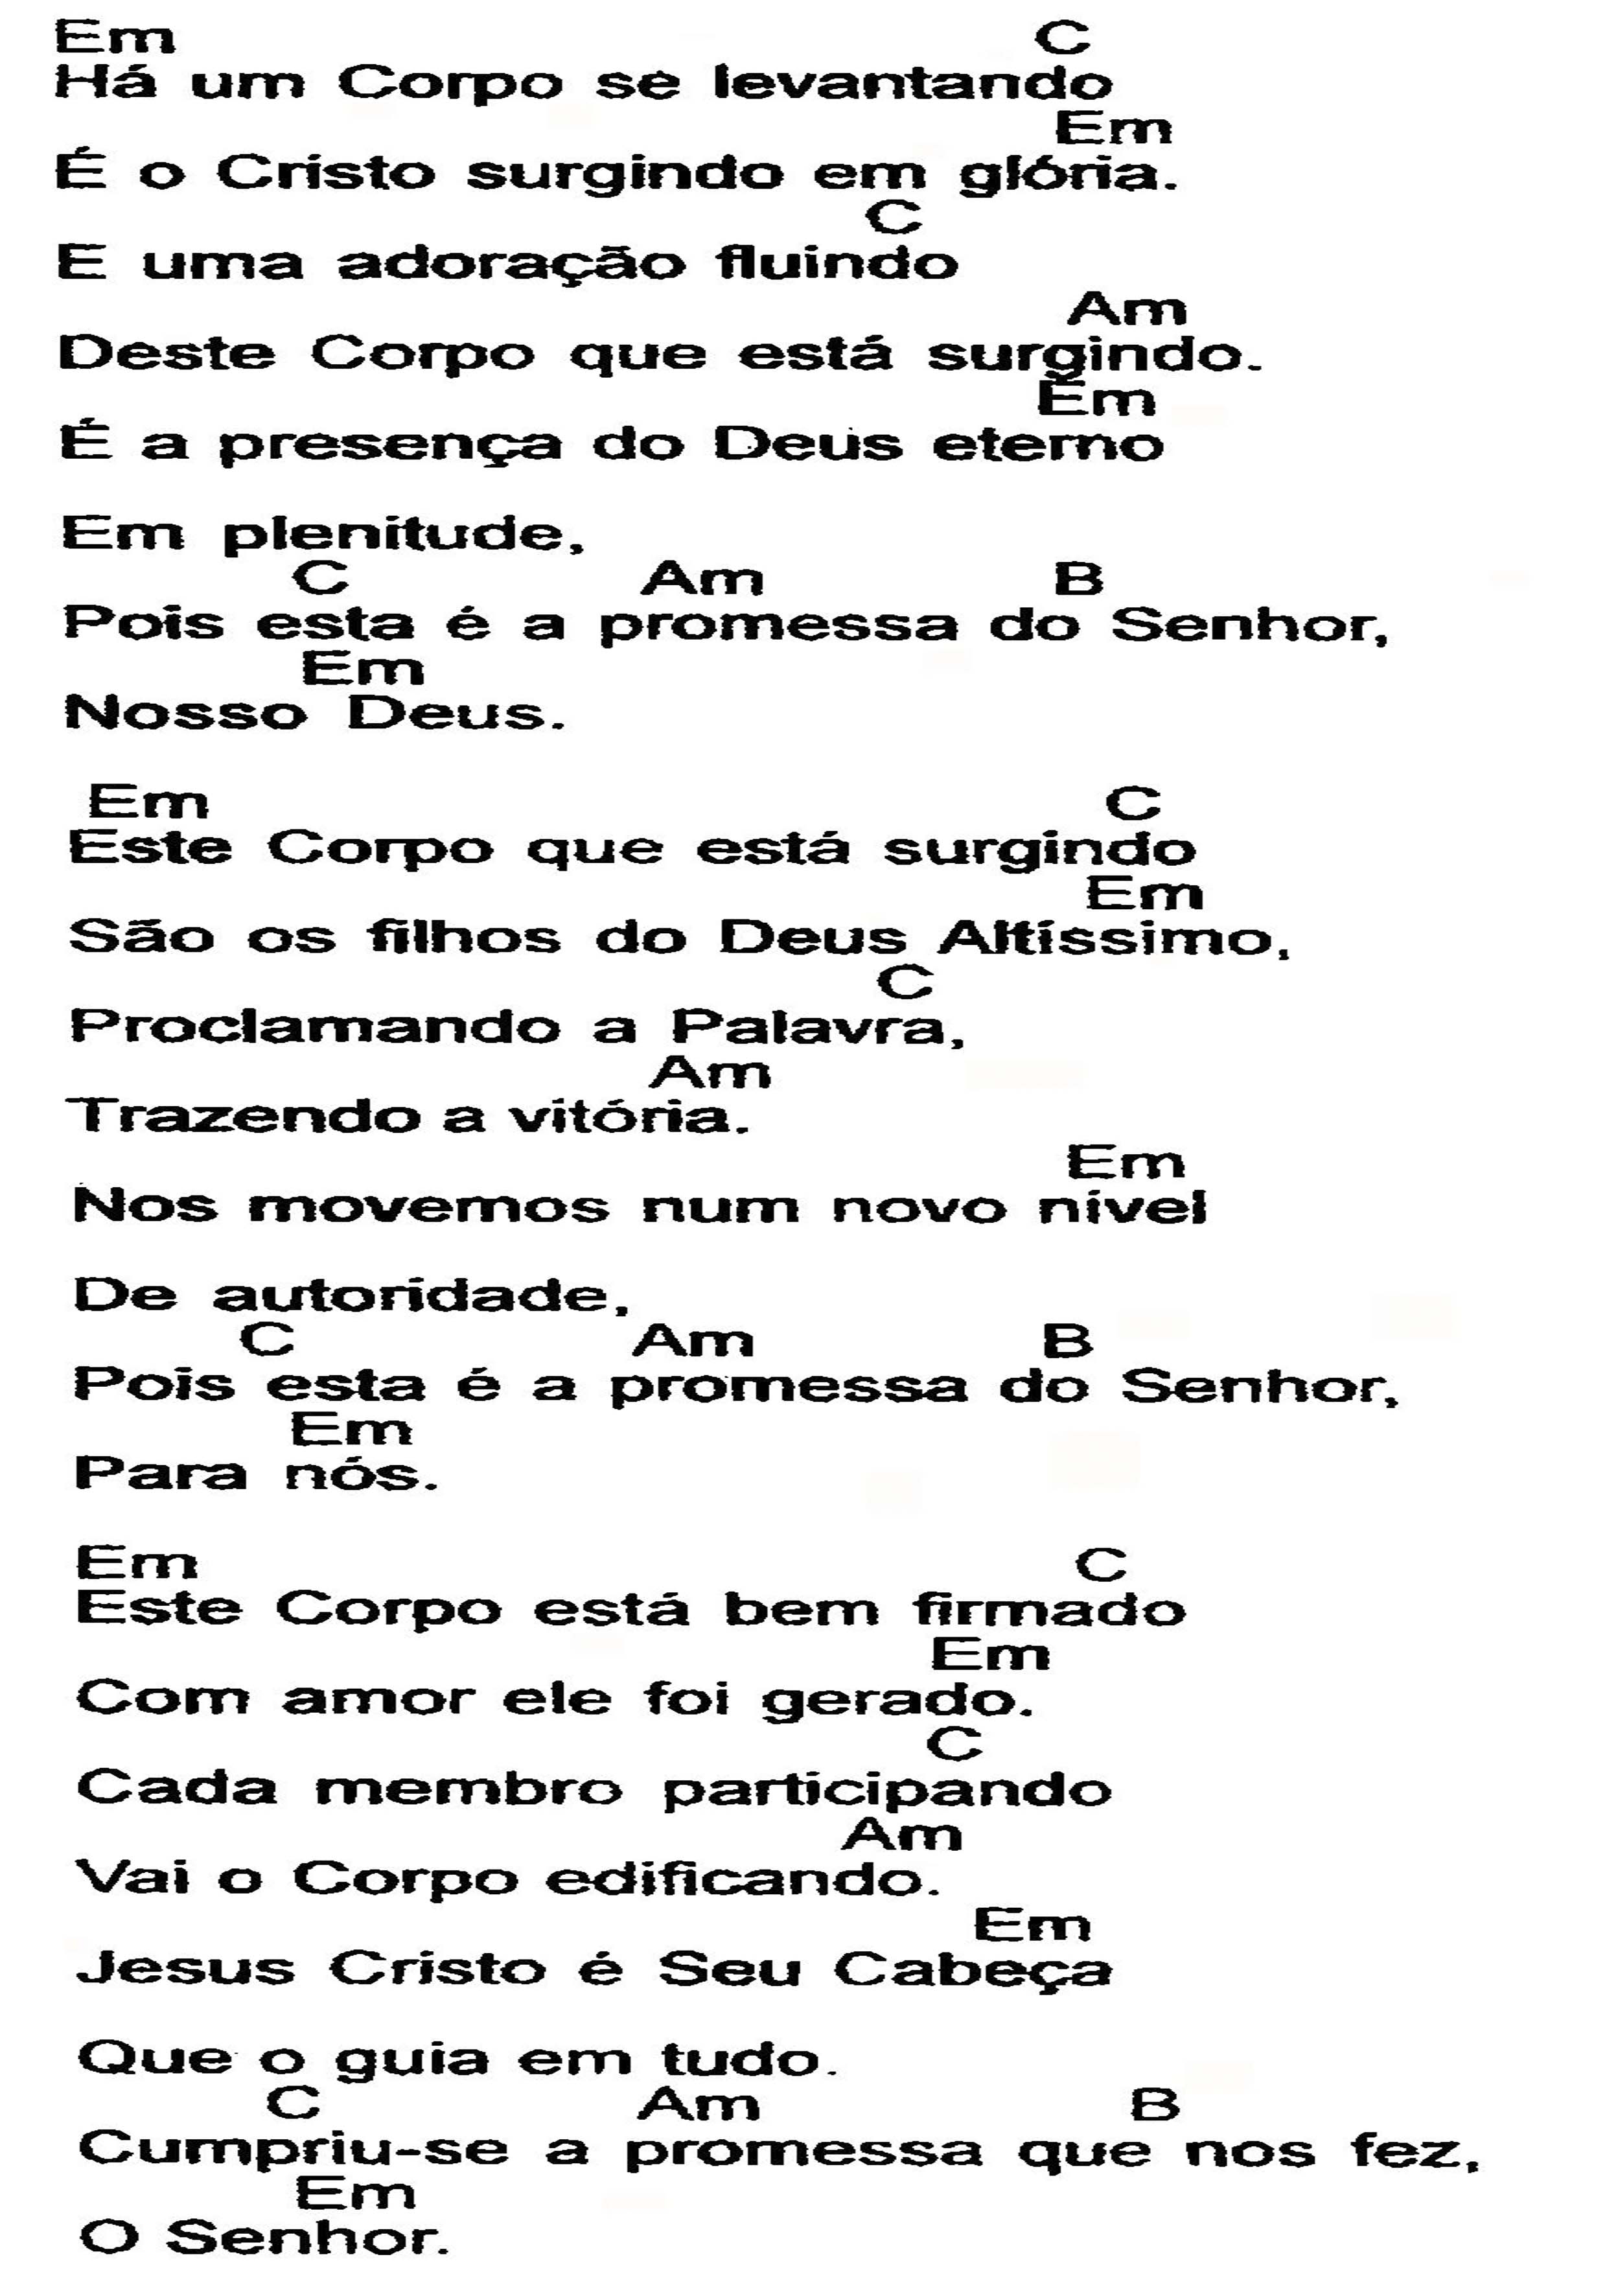 Em C
Há um Corpo se levantando
Em
É o Cristo surgindo em glória.
C
E uma adoração fluindo
Am
Deste Corpo que está surgindo.
Em
É a presença do Deus eterno
Em plenitude,
C Am B
Pois esta é a promessa do Senhor,
Em
Nosso Deus.
Em C
Este Corpo que está surgindo
Em
São os filhos do Deus Altíssimo,
C
Proclamando a Palavra,
Am
Trazendo a vitória.
Em
Nos movemos num novo nível
De autoridade,
C Am B
Pois esta é a promessa do Senhor,
Em
Para nós.
Em C
Este Corpo está bem firmado
Em
Com amor ele foi gerado.
C
Cada membro participando
Am
Vai o Corpo edificando.
Em
Jesus Cristo é Seu Cabeça
Que o guia em tudo.
C Am B
Cumpriu-se a promessa que nos fez,
Em
O Senhor.